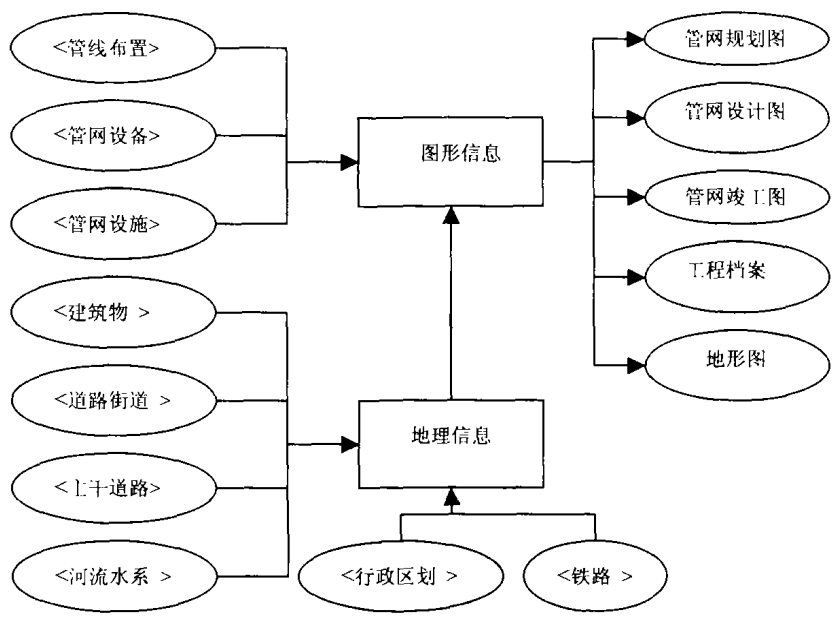 <管线布置>
管网规划图
管网设计图
<管网设备>
图形信息
管网竣工图
<管网设施>
工程档案
<建筑物 >
地形图
<道路街道 >
地理信息
<主干道路>
<河流水系 >
<行政区划 >
<铁路 >